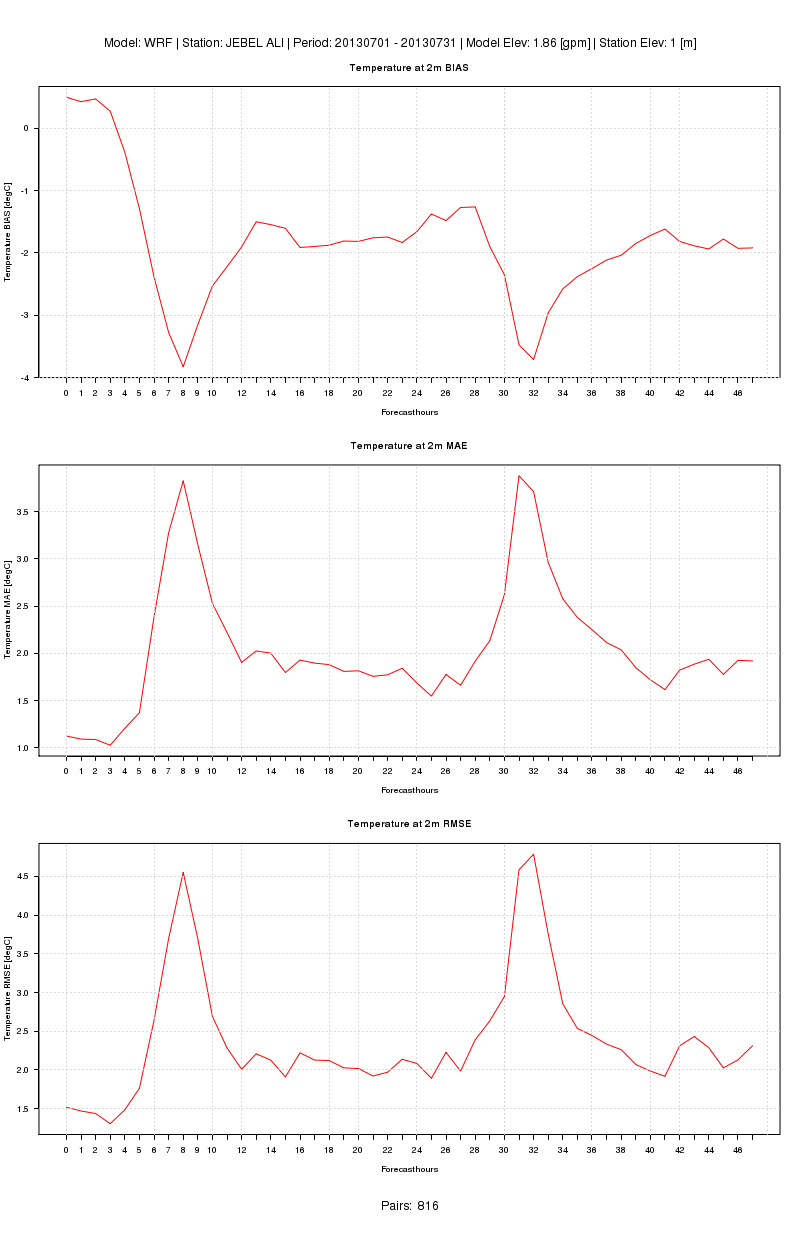 Model: WRF | Station: JEBEL ALI | Period: 20130701 - 20130731 | Model Elev: 1.86 [gpm] | Station Elev: 1 [m]
Temperature at 2m BIAS
Temperature BIAS [degC]
0
-1
-2
-3
-4
0 1 2 3 4 5 6 7 8 9 10 12 14 16 18 20 22 24 26 28 30 32 34 36 38 40 42 44 46
Forecasthours
Temperature at 2m MAE
Temperature MAE [degC]
3.5
3.0
2.5
2.0
1.5
1.0
0 1 2 3 4 5 6 7 8 9 10 12 14 16 18 20 22 24 26 28 30 32 34 36 38 40 42 44 46
Forecasthours
Temperature at 2m RMSE
Temperature RMSE [degC]
4.5
4.0
3.5
3.0
2.5
2.0
1.5
0 1 2 3 4 5 6 7 8 9 10 12 14 16 18 20 22 24 26 28 30 32 34 36 38 40 42 44 46
Forecasthours
Pairs: 816